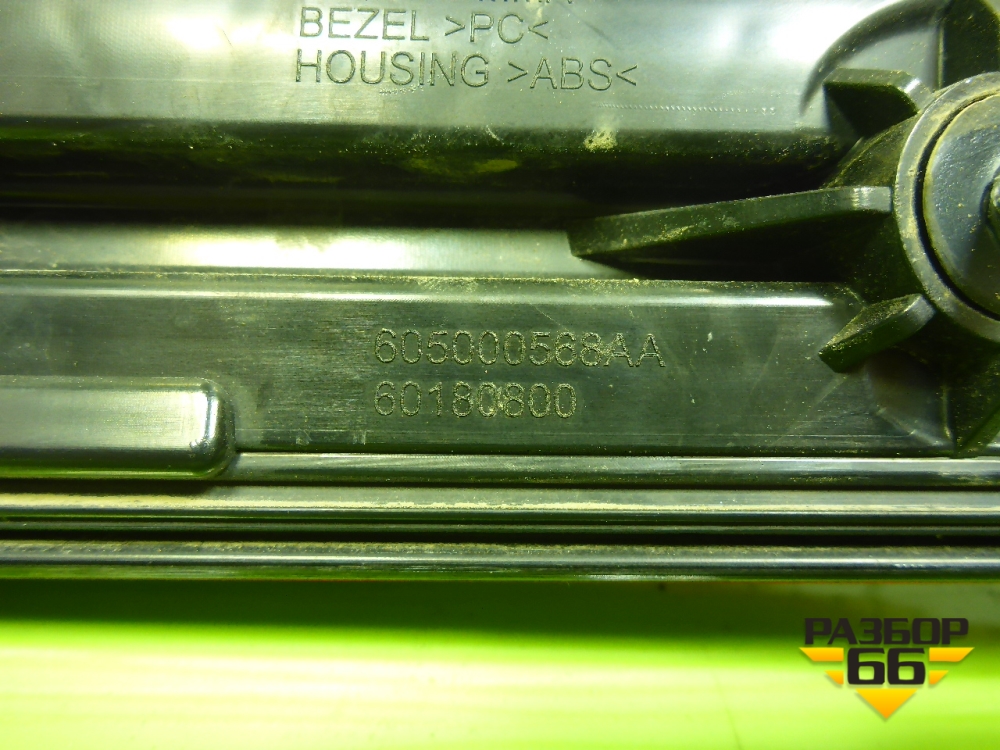 BEZEL >PC<
HOUSING >ABS<
605000568AA
60180800
РАЗБОР
66